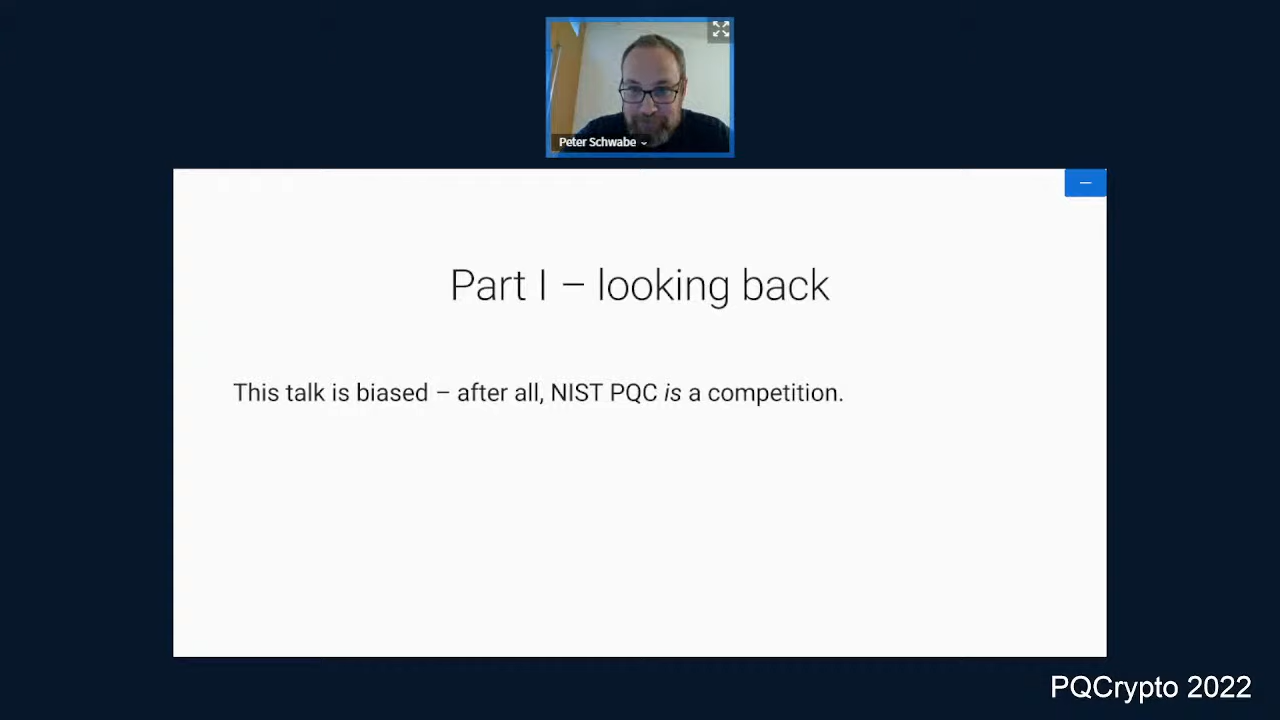 Peter Schwabe
Part I – looking back
This talk is biased – after all, NIST PQC is a competition.
PQCrypto 2022